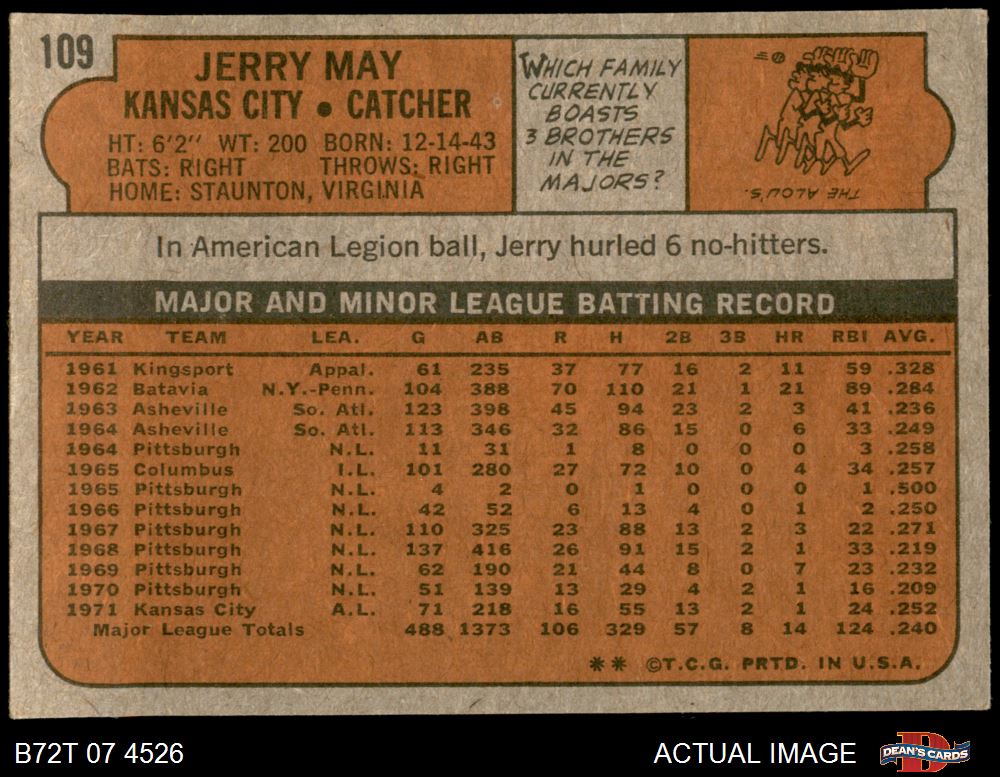 109
JERRY MAY
KANSAS CITY • CATCHER
HT: 6'2" WT: 200 BORN: 12-14-43
BATS: RIGHT THROWS: RIGHT
HOME: STAUNTON, VIRGINIA
WHICH FAMILY
CURRENTLY
BOASTS
3 BROTHERS
IN THE
MAJORS?
THE ALOU'S.
In American Legion ball, Jerry hurled 6 no-hitters.
MAJOR AND MINOR LEAGUE BATTING RECORD
YEAR TEAM LEA. G AB R H 2B 3B HR RBI AVG.
1961 Kingsport Appal. 61 235 37 77 16 2 11 59 .328
1962 Batavia N.Y.-Penn. 104 388 70 110 21 1 21 89 .284
1963 Asheville So. Atl. 123 398 45 94 23 2 3 41 .236
1964 Asheville So. Atl. 113 346 32 86 15 0 6 33 .249
1964 Pittsburgh N.L. 11 31 1 8 0 0 0 3 .258
1965 Columbus I.L. 101 280 27 72 10 0 4 34 .257
1965 Pittsburgh N.L. 4 2 0 1 0 0 0 1 .500
1966 Pittsburgh N.L. 42 52 6 13 4 0 1 2 .250
1967 Pittsburgh N.L. 110 325 23 88 13 2 3 22 .271
1968 Pittsburgh N.L. 137 416 26 91 15 2 1 33 .219
1969 Pittsburgh N.L. 62 190 21 44 8 0 7 23 .232
1970 Pittsburgh N.L. 51 139 13 29 4 2 1 16 .209
1971 Kansas City A.L. 71 218 16 55 13 2 1 24 .252
Major League Totals 488 1373 106 329 57 8 14 124 .240
** ©T.C.G. PRTD. IN U.S.A.
B72T 07 4526
ACTUAL IMAGE
D
DEAN'S CARDS